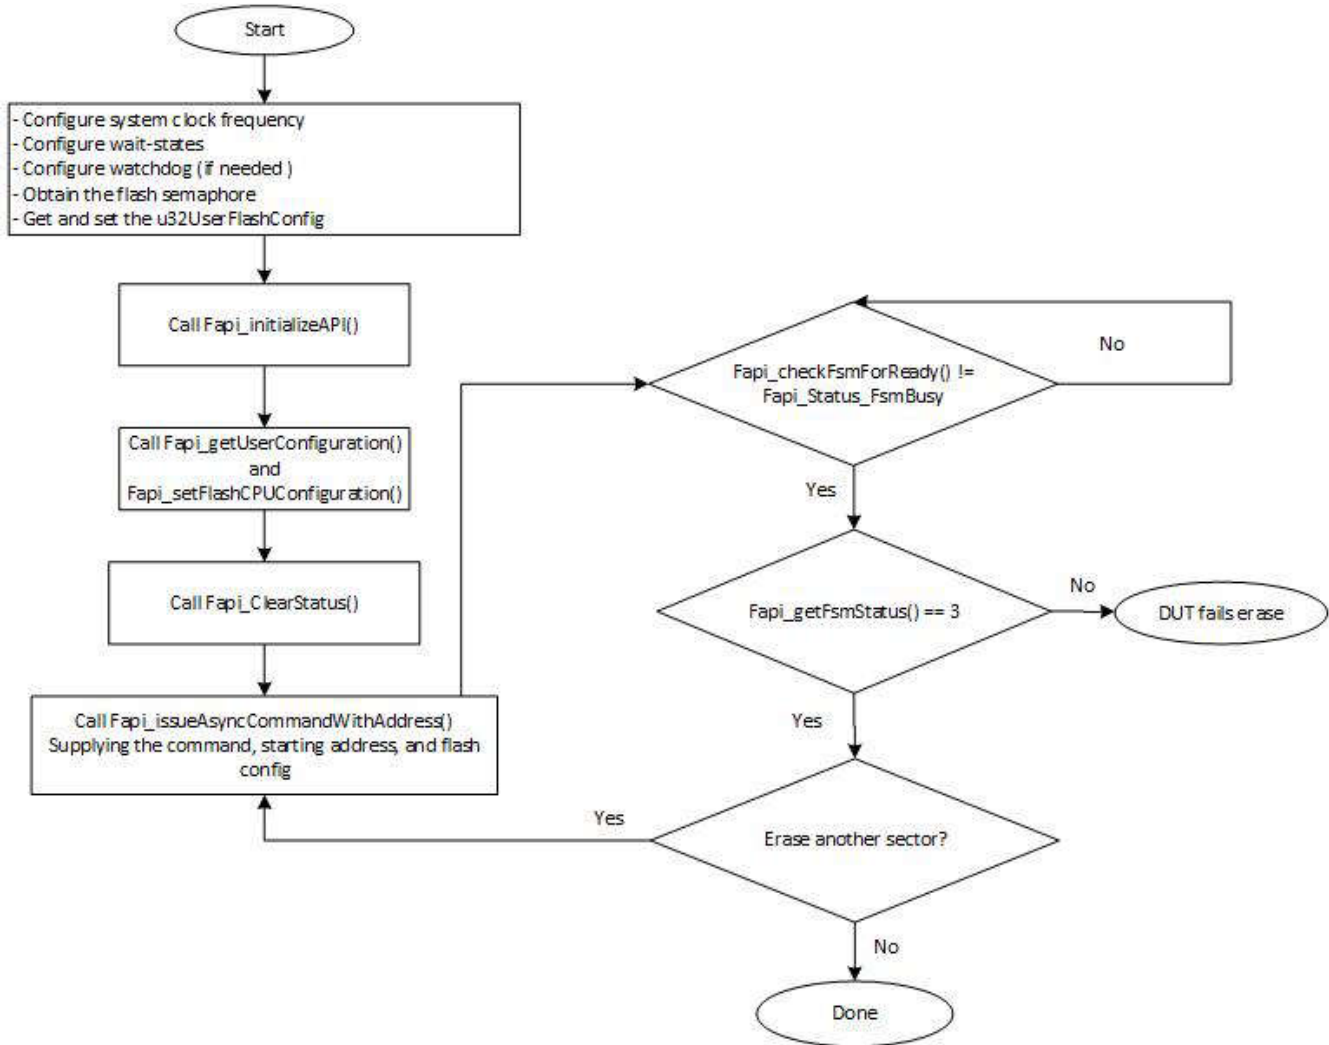 Start
- Configure system clock frequency
- Configure wait-states
- Configure watchdog (if needed )
- Obtain the flash semaphore
- Get and set the u32UserFlashConfig
Call Fapi_initializeAPI()
Call Fapi_getUserConfiguration()
and
Fapi_setFlashCPUConfiguration()
Call Fapi_ClearStatus()
Call Fapi_issueAsyncCommandWithAddress()
Supplying the command, starting address, and flash
config
Fapi_checkFsmForReady() !=
Fapi_Status_FsmBusy
No
Yes
Fapi_getFsmStatus() == 3
No
DUT fails erase
Yes
Erase another sector?
Yes
No
Done